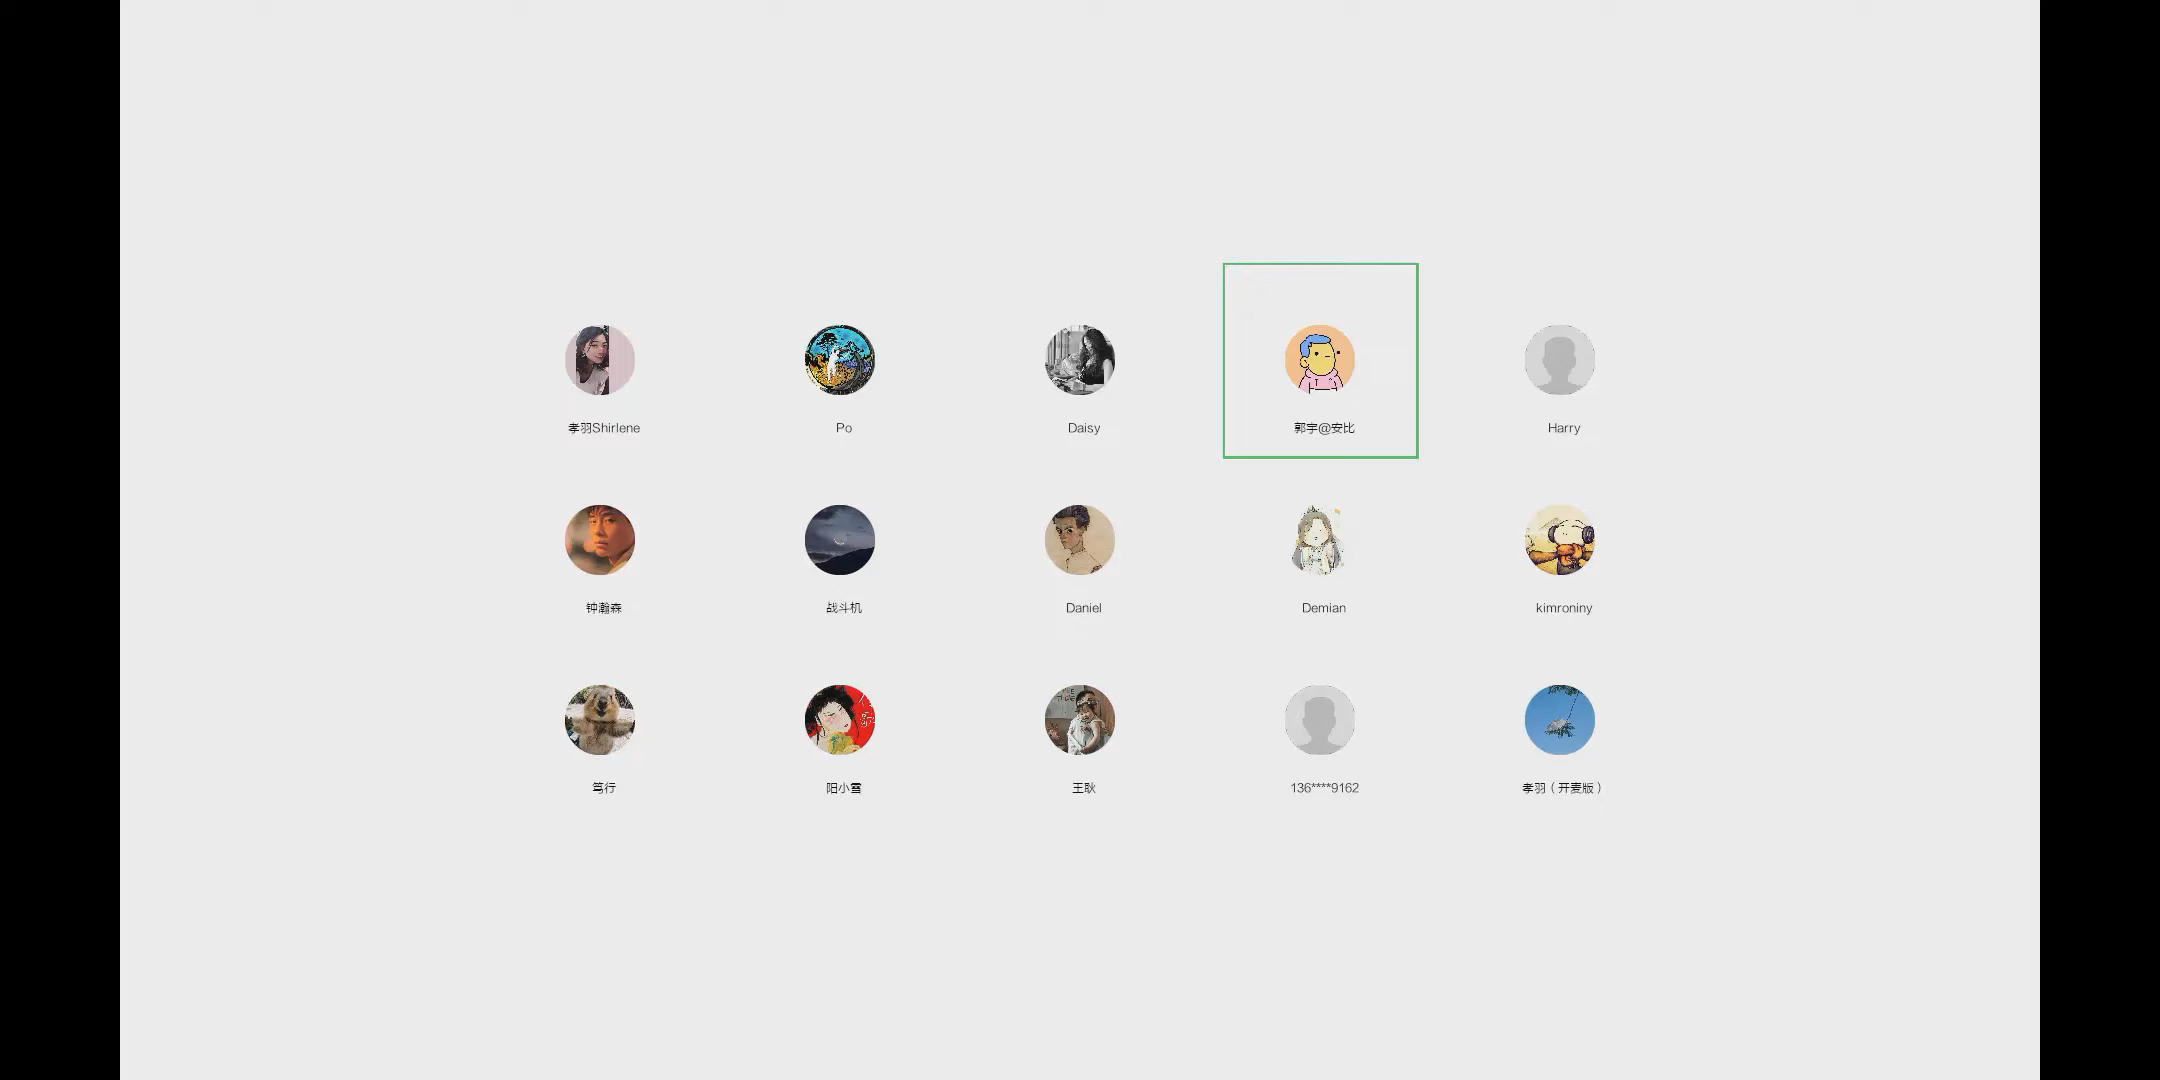 孝羽Shirlene
Po
Daisy
郭宇@安比
Harry
钟瀚森
战斗机
Daniel
Demian
kimroniny
笃行
阳小雪
王耿
136****9162
孝羽（开麦版）